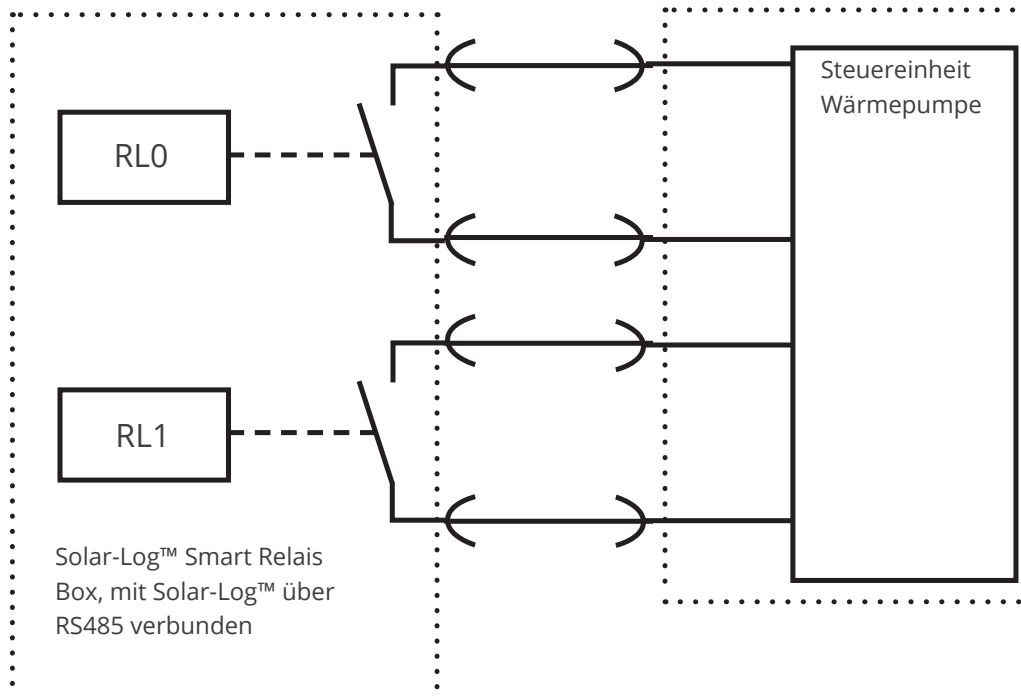 Steuereinheit
Wärmepumpe
RL0
RL1
Solar-Log™ Smart Relais
Box, mit Solar-Log™ über
RS485 verbunden